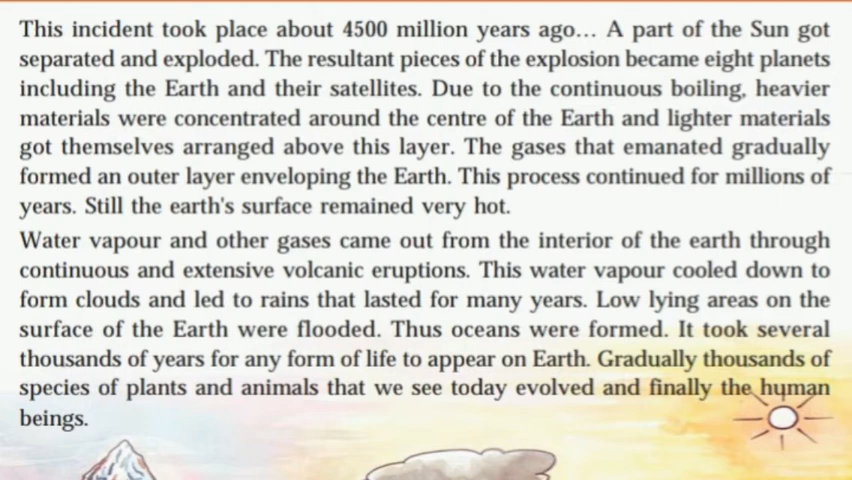 This incident took place about 4500 million years ago... A part of the Sun got
separated and exploded. The resultant pieces of the explosion became eight planets
including the Earth and their satellites. Due to the continuous boiling, heavier
materials were concentrated around the centre of the Earth and lighter materials
got themselves arranged above this layer. The gases that emanated gradually
formed an outer layer enveloping the Earth. This process continued for millions of
years. Still the earth's surface remained very hot.
Water vapour and other gases came out from the interior of the earth through
continuous and extensive volcanic eruptions. This water vapour cooled down to
form clouds and led to rains that lasted for many years. Low lying areas on the
surface of the Earth were flooded. Thus oceans were formed. It took several
thousands of years for any form of life to appear on Earth. Gradually thousands of
species of plants and animals that we see today evolved and finally the human
beings.